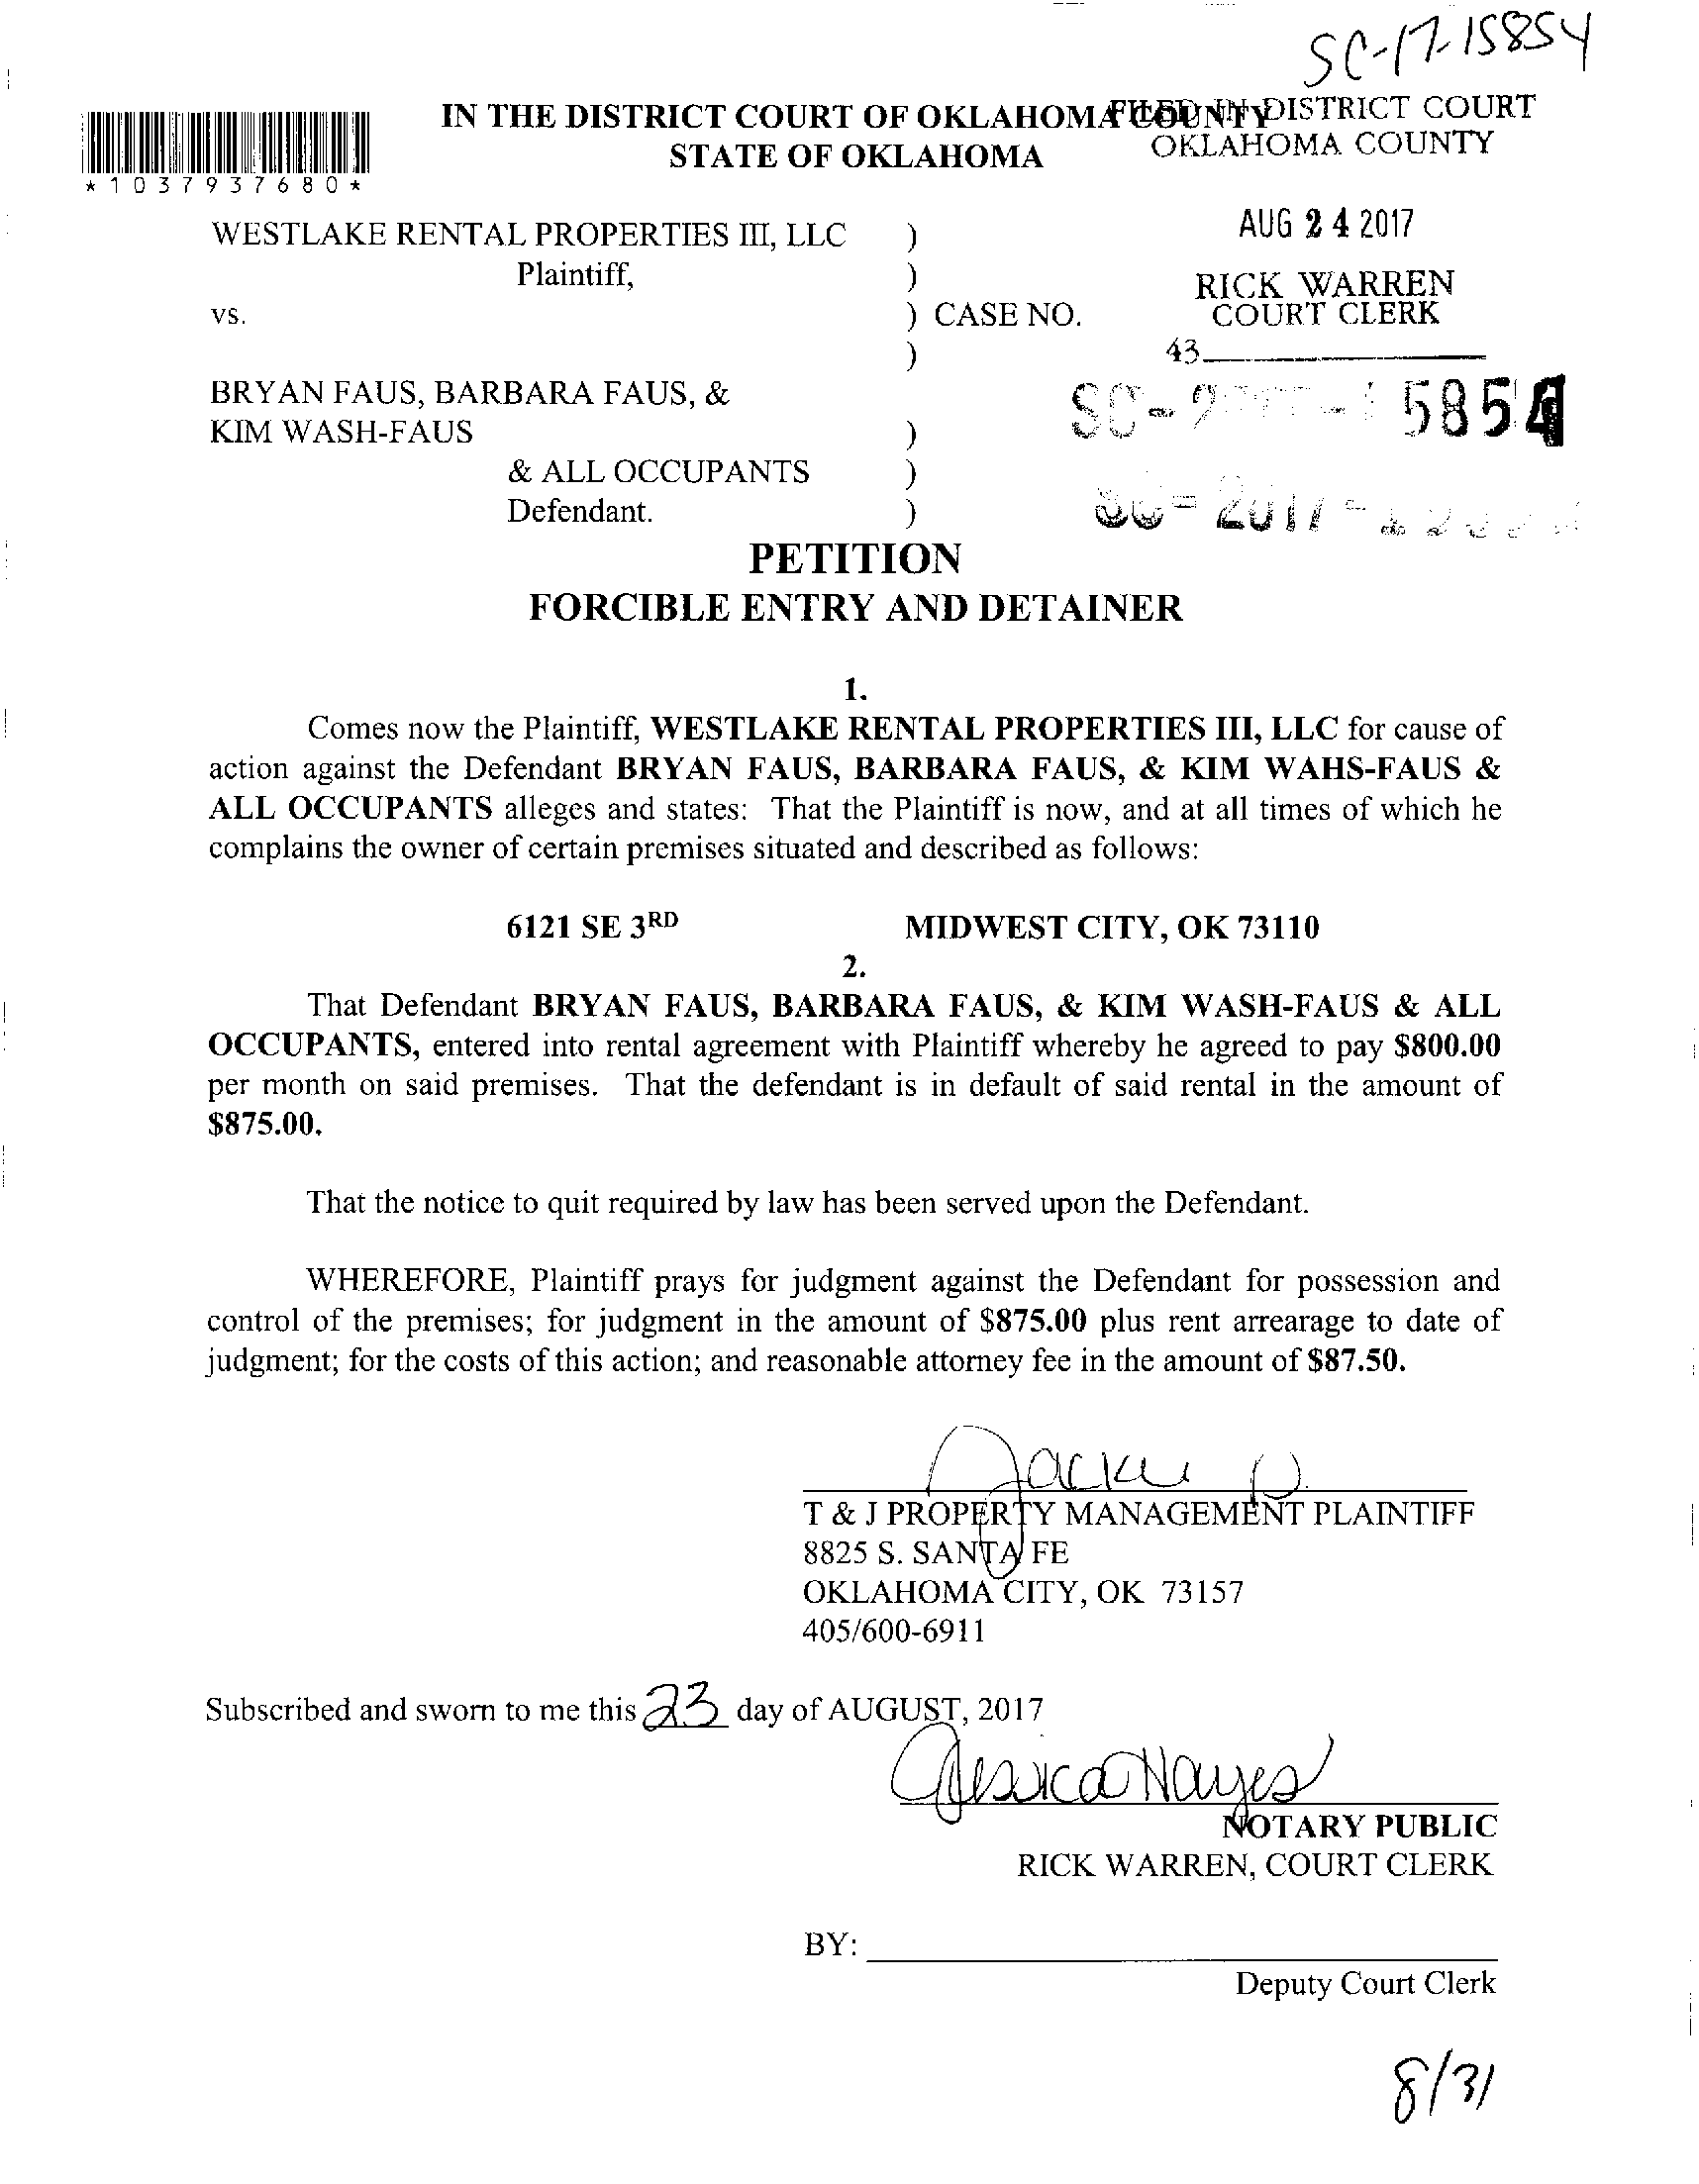 SC-17-15854
IN THE DISTRICT COURT OF OKLAHOMA COUNTY
STATE OF OKLAHOMA
FILED IN DISTRICT COURT
OKLAHOMA COUNTY
*1037937680*
AUG 24 2017
RICK WARREN
COURT CLERK
43
WESTLAKE RENTAL PROPERTIES III, LLC )
Plaintiff, )
vs. ) CASE NO.
)
BRYAN FAUS, BARBARA FAUS, &
KIM WASH-FAUS )
& ALL OCCUPANTS )
Defendant. )
SC-2 5854
SC-2017-
PETITION
FORCIBLE ENTRY AND DETAINER
1.
Comes now the Plaintiff, WESTLAKE RENTAL PROPERTIES III, LLC for cause of
action against the Defendant BRYAN FAUS, BARBARA FAUS, & KIM WAHS-FAUS &
ALL OCCUPANTS alleges and states: That the Plaintiff is now, and at all times of which he
complains the owner of certain premises situated and described as follows:
6121 SE 3RD MIDWEST CITY, OK 73110
2.
That Defendant BRYAN FAUS, BARBARA FAUS, & KIM WASH-FAUS & ALL
OCCUPANTS, entered into rental agreement with Plaintiff whereby he agreed to pay $800.00
per month on said premises. That the defendant is in default of said rental in the amount of
$875.00.
That the notice to quit required by law has been served upon the Defendant.
WHEREFORE, Plaintiff prays for judgment against the Defendant for possession and
control of the premises; for judgment in the amount of $875.00 plus rent arrearage to date of
judgment; for the costs of this action; and reasonable attorney fee in the amount of $87.50.
T & J PROPERTY MANAGEMENT PLAINTIFF
8825 S. SANTA FE
OKLAHOMA CITY, OK 73157
405/600-6911
Subscribed and sworn to me this 23 day of AUGUST, 2017
Jessica Hayes
NOTARY PUBLIC
RICK WARREN, COURT CLERK
BY:
Deputy Court Clerk
8/31